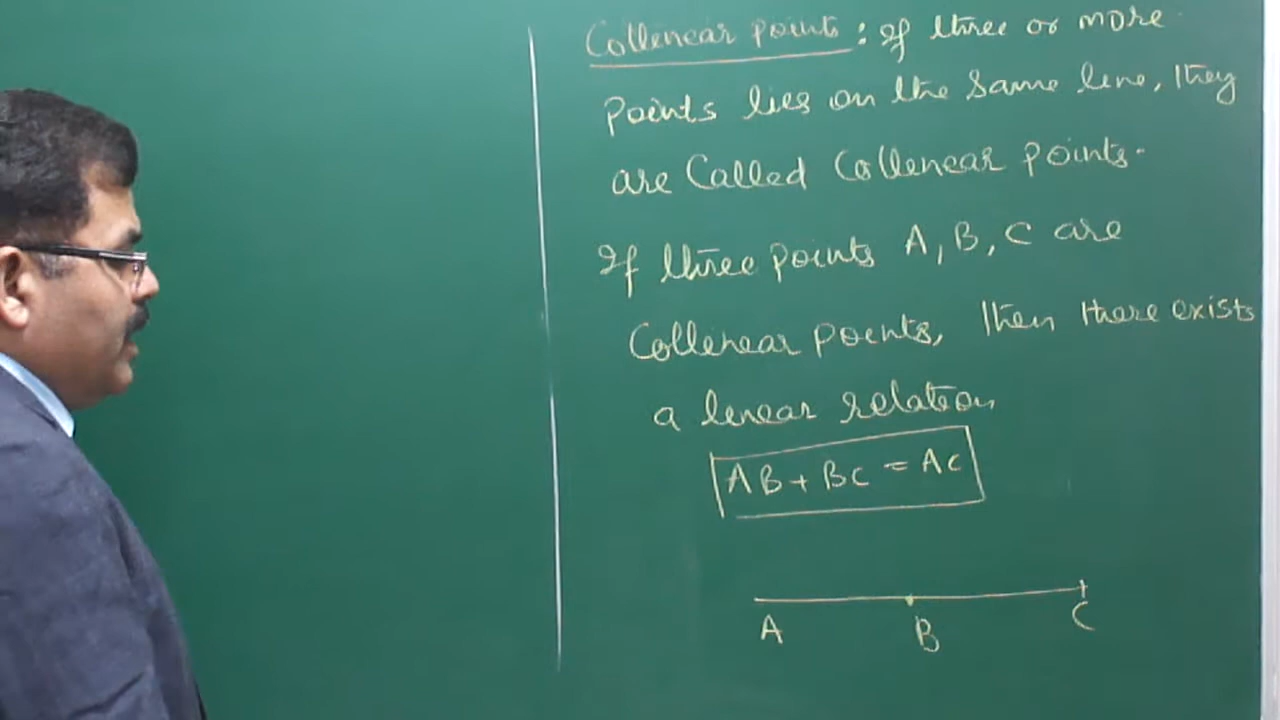 Collenear points : If three or more
points lies on the same line, they
are Called Collenear points.
If three points A, B, C are
Collenear points, then there exists
a lenear relation,
AB + BC = AC
A B C